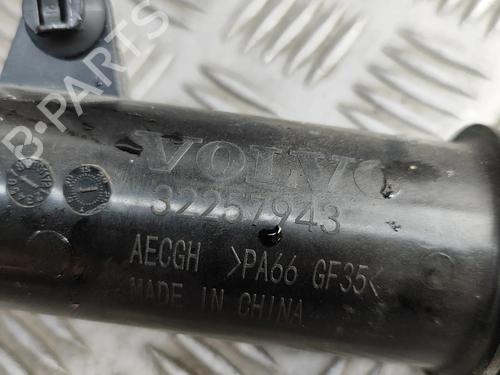 B-PARTS
VOLVO
32257943
AECGH >PA66 GF35<
MADE IN CHINA